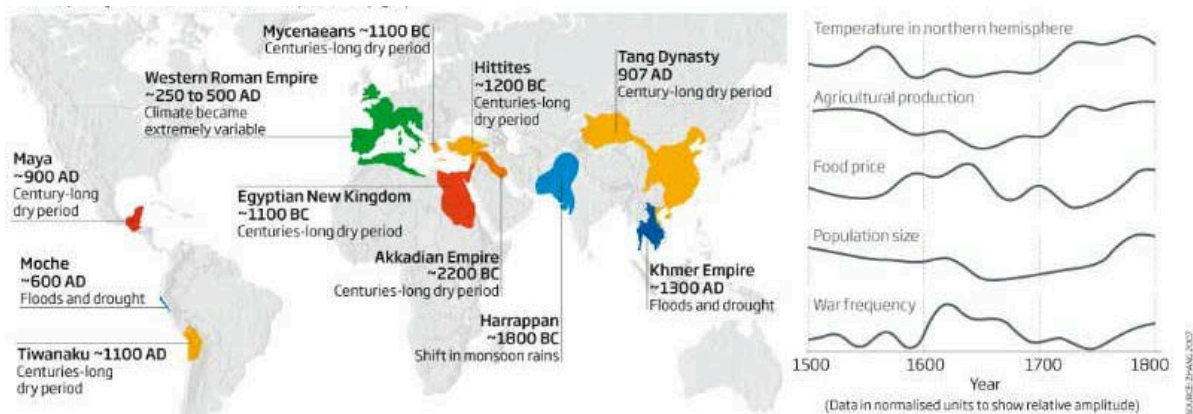 Mycenaeans ~1100 BC
Centuries-long dry period
Western Roman Empire
~250 to 500 AD
Climate became
extremely variable
Hittites
~1200 BC
Centuries-long
dry period
Tang Dynasty
907 AD
Century-long dry period
Maya
~900 AD
Century-long
dry period
Egyptian New Kingdom
~1100 BC
Centuries-long dry period
Akkadian Empire
~2200 BC
Centuries-long dry period
Khmer Empire
~1300 AD
Floods and drought
Moche
~600 AD
Floods and drought
Harrappan
~1800 BC
Shift in monsoon rains
Tiwanaku ~1100 AD
Centuries-long
dry period
Temperature in northern hemisphere
Agricultural production
Food price
Population size
War frequency
1500 1600 1700 1800
Year
(Data in normalised units to show relative amplitude)
SOURCE: ZHANG 2007